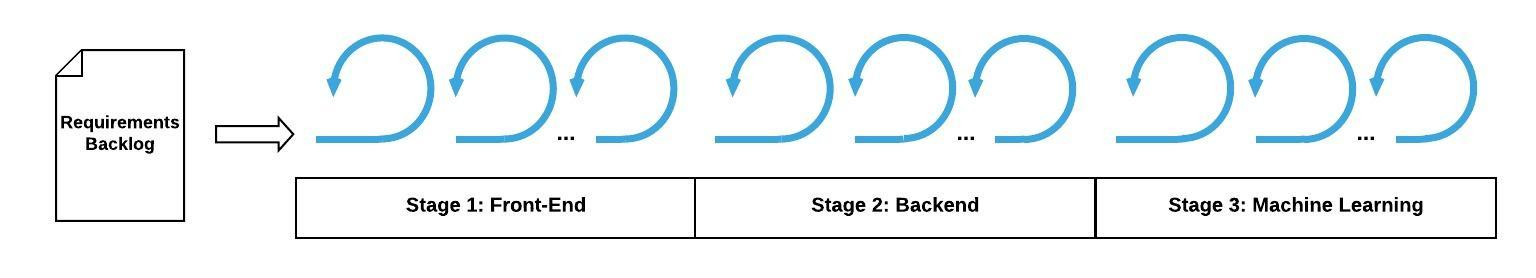 Requirements
Backlog
...
...
...
Stage 1: Front-End
Stage 2: Backend
Stage 3: Machine Learning